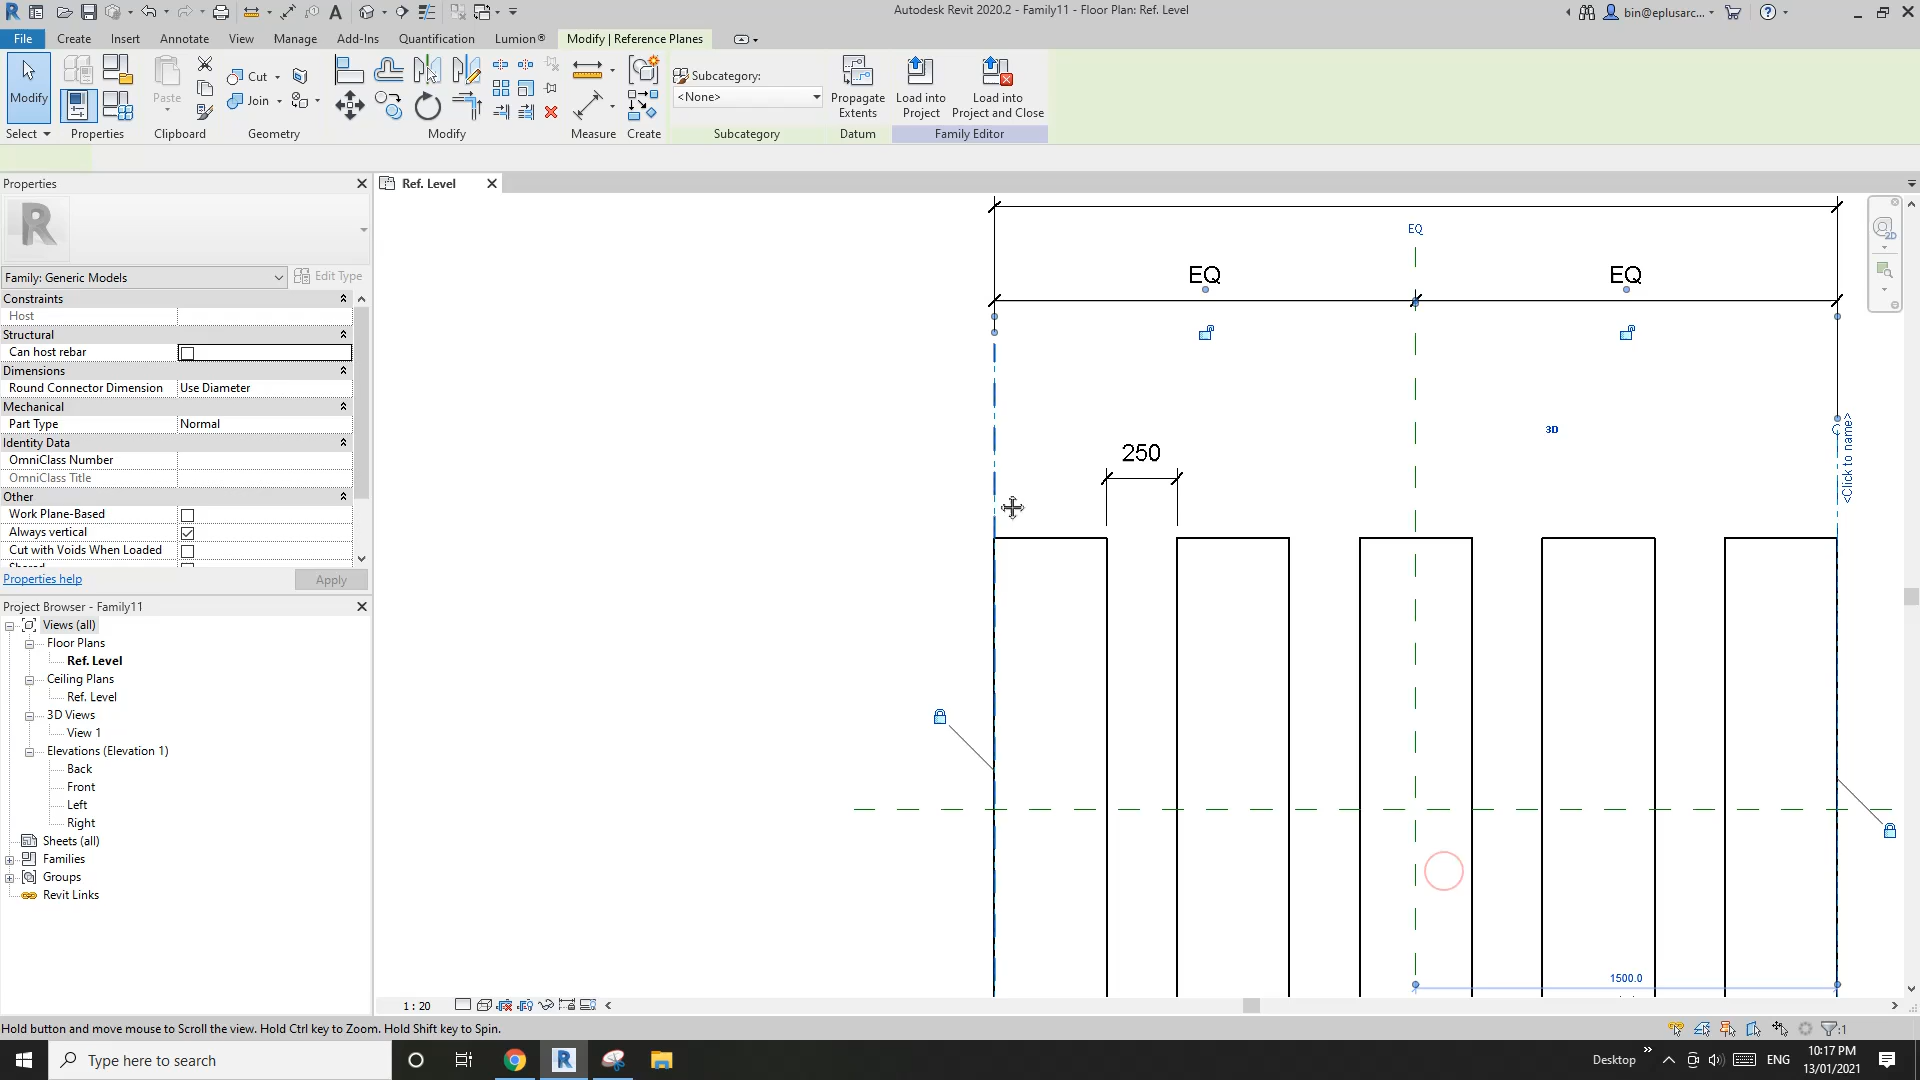 Autodesk Revit 2020.2 - Family11 - Floor Plan: Ref. Level
bin@eplusarc...
File
Create
Insert
Annotate
View
Manage
Add-Ins
Quantification
Lumion®
Modify | Reference Planes
Modify
Paste
Cut
Join
Subcategory:
<None>
Propagate
Extents
Load into
Project
Load into
Project and Close
Select
Properties
Clipboard
Geometry
Modify
Measure
Create
Subcategory
Datum
Family Editor
Properties
Ref. Level
Family: Generic Models
Edit Type
Constraints
Host
Structural
Can host rebar
Dimensions
Round Connector Dimension
Use Diameter
Mechanical
Part Type
Normal
Identity Data
OmniClass Number
OmniClass Title
Other
Work Plane-Based
Always vertical
Cut with Voids When Loaded
Properties help
Apply
Project Browser - Family11
Views (all)
Floor Plans
Ref. Level
Ceiling Plans
Ref. Level
3D Views
View 1
Elevations (Elevation 1)
Back
Front
Left
Right
Sheets (all)
Families
Groups
Revit Links
EQ
EQ
EQ
3D
<Click to name>
250
1500.0
2D
1 : 20
Hold button and move mouse to Scroll the view. Hold Ctrl key to Zoom. Hold Shift key to Spin.
:1
Type here to search
Desktop
ENG
10:17 PM
13/01/2021